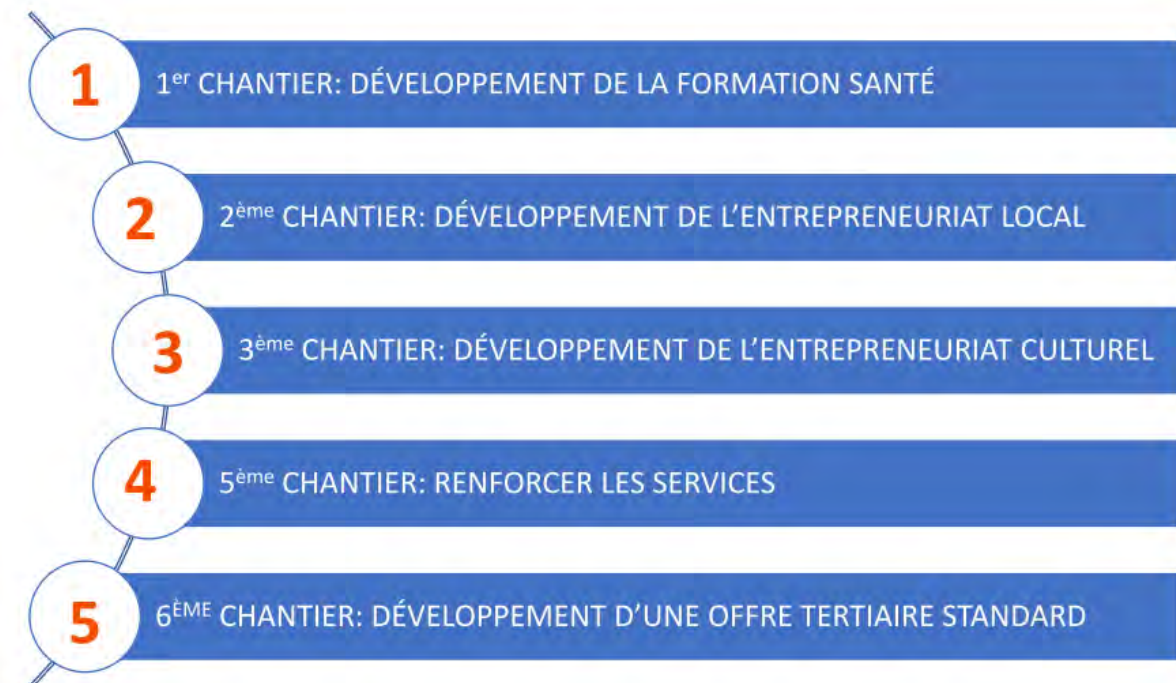 1 1er CHANTIER: DÉVELOPPEMENT DE LA FORMATION SANTÉ
2 2ème CHANTIER: DÉVELOPPEMENT DE L’ENTREPRENEURIAT LOCAL
3 3ème CHANTIER: DÉVELOPPEMENT DE L’ENTREPRENEURIAT CULTUREL
4 5ème CHANTIER: RENFORCER LES SERVICES
5 6ÈME CHANTIER: DÉVELOPPEMENT D’UNE OFFRE TERTIAIRE STANDARD